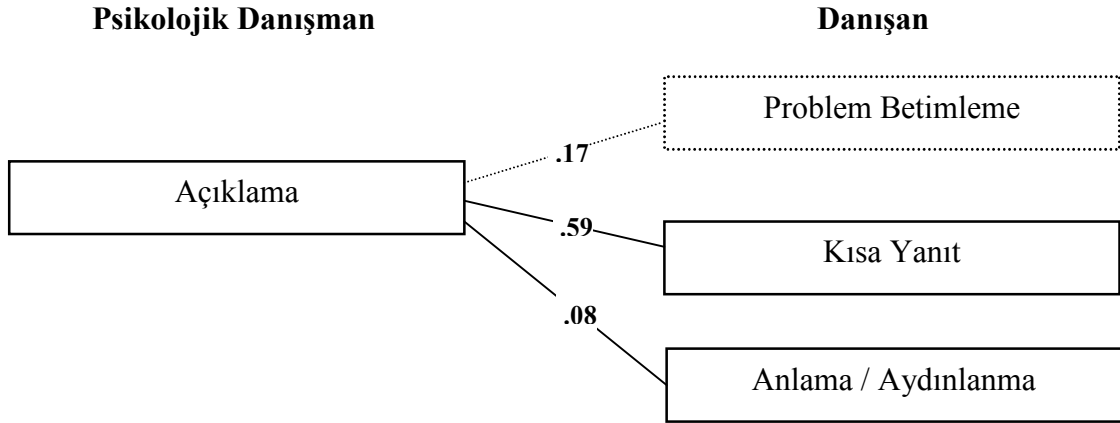 Psikolojik Danışman
Danışan
Problem Betimleme
.17
Açıklama
.59
Kısa Yanıt
.08
Anlama / Aydınlanma